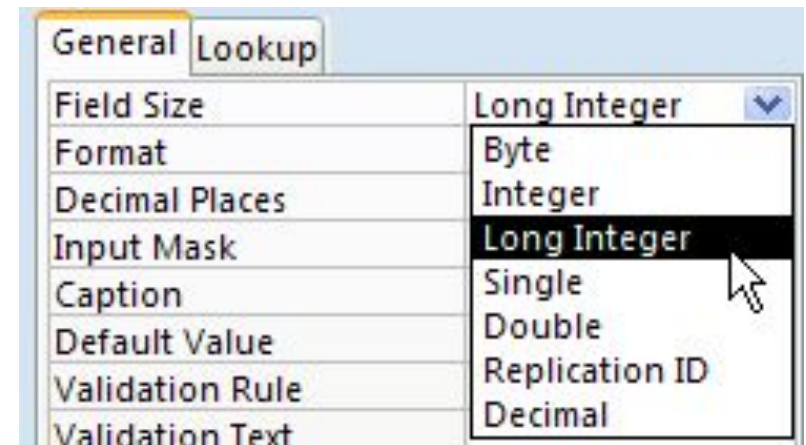 General Lookup
Field Size Long Integer
Format Byte
Decimal Places Integer
Input Mask Long Integer
Caption Single
Default Value Double
Validation Rule Replication ID
Validation Text Decimal